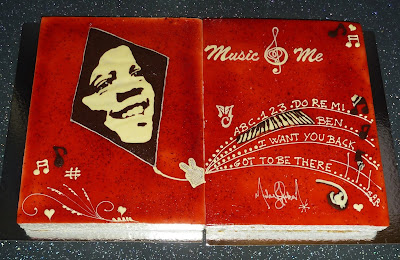 Music & Me
ABC.123.DO RE MI..
BEN....
I WANT YOU BACK
GOT TO BE THERE....